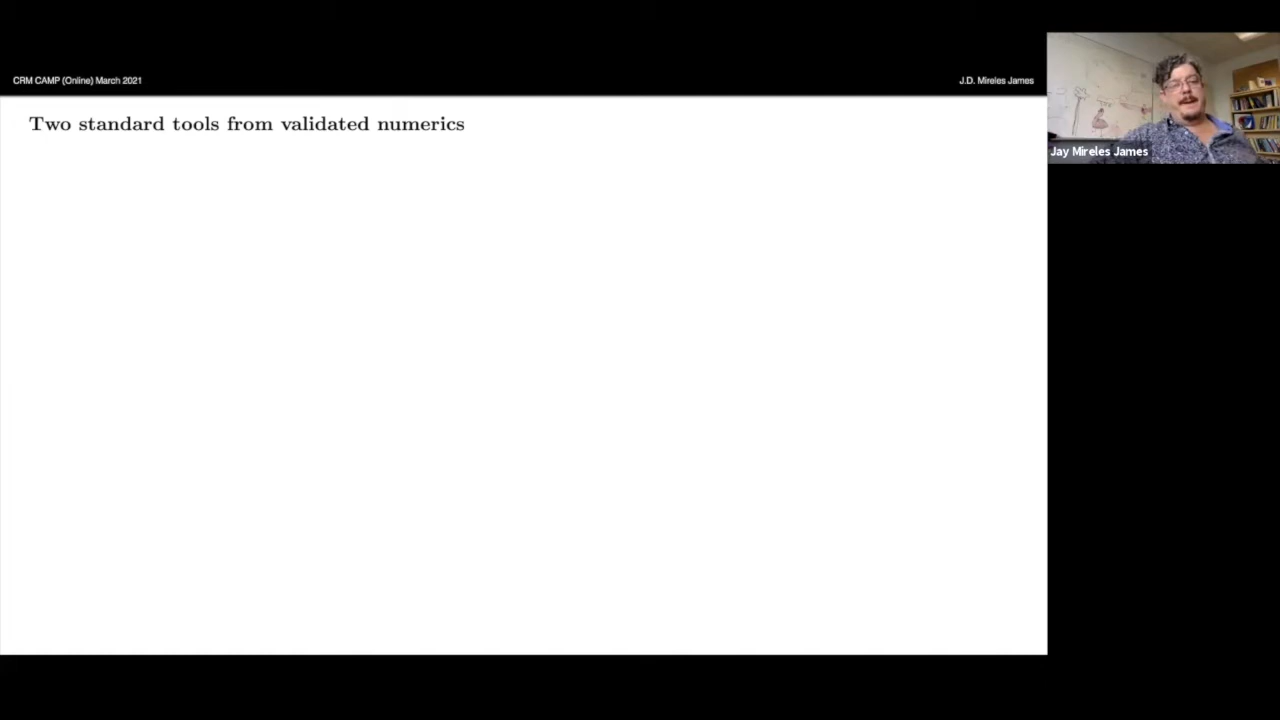 CRM CAMP (Online) March 2021
J.D. Mireles James
Two standard tools from validated numerics
Jay Mireles James